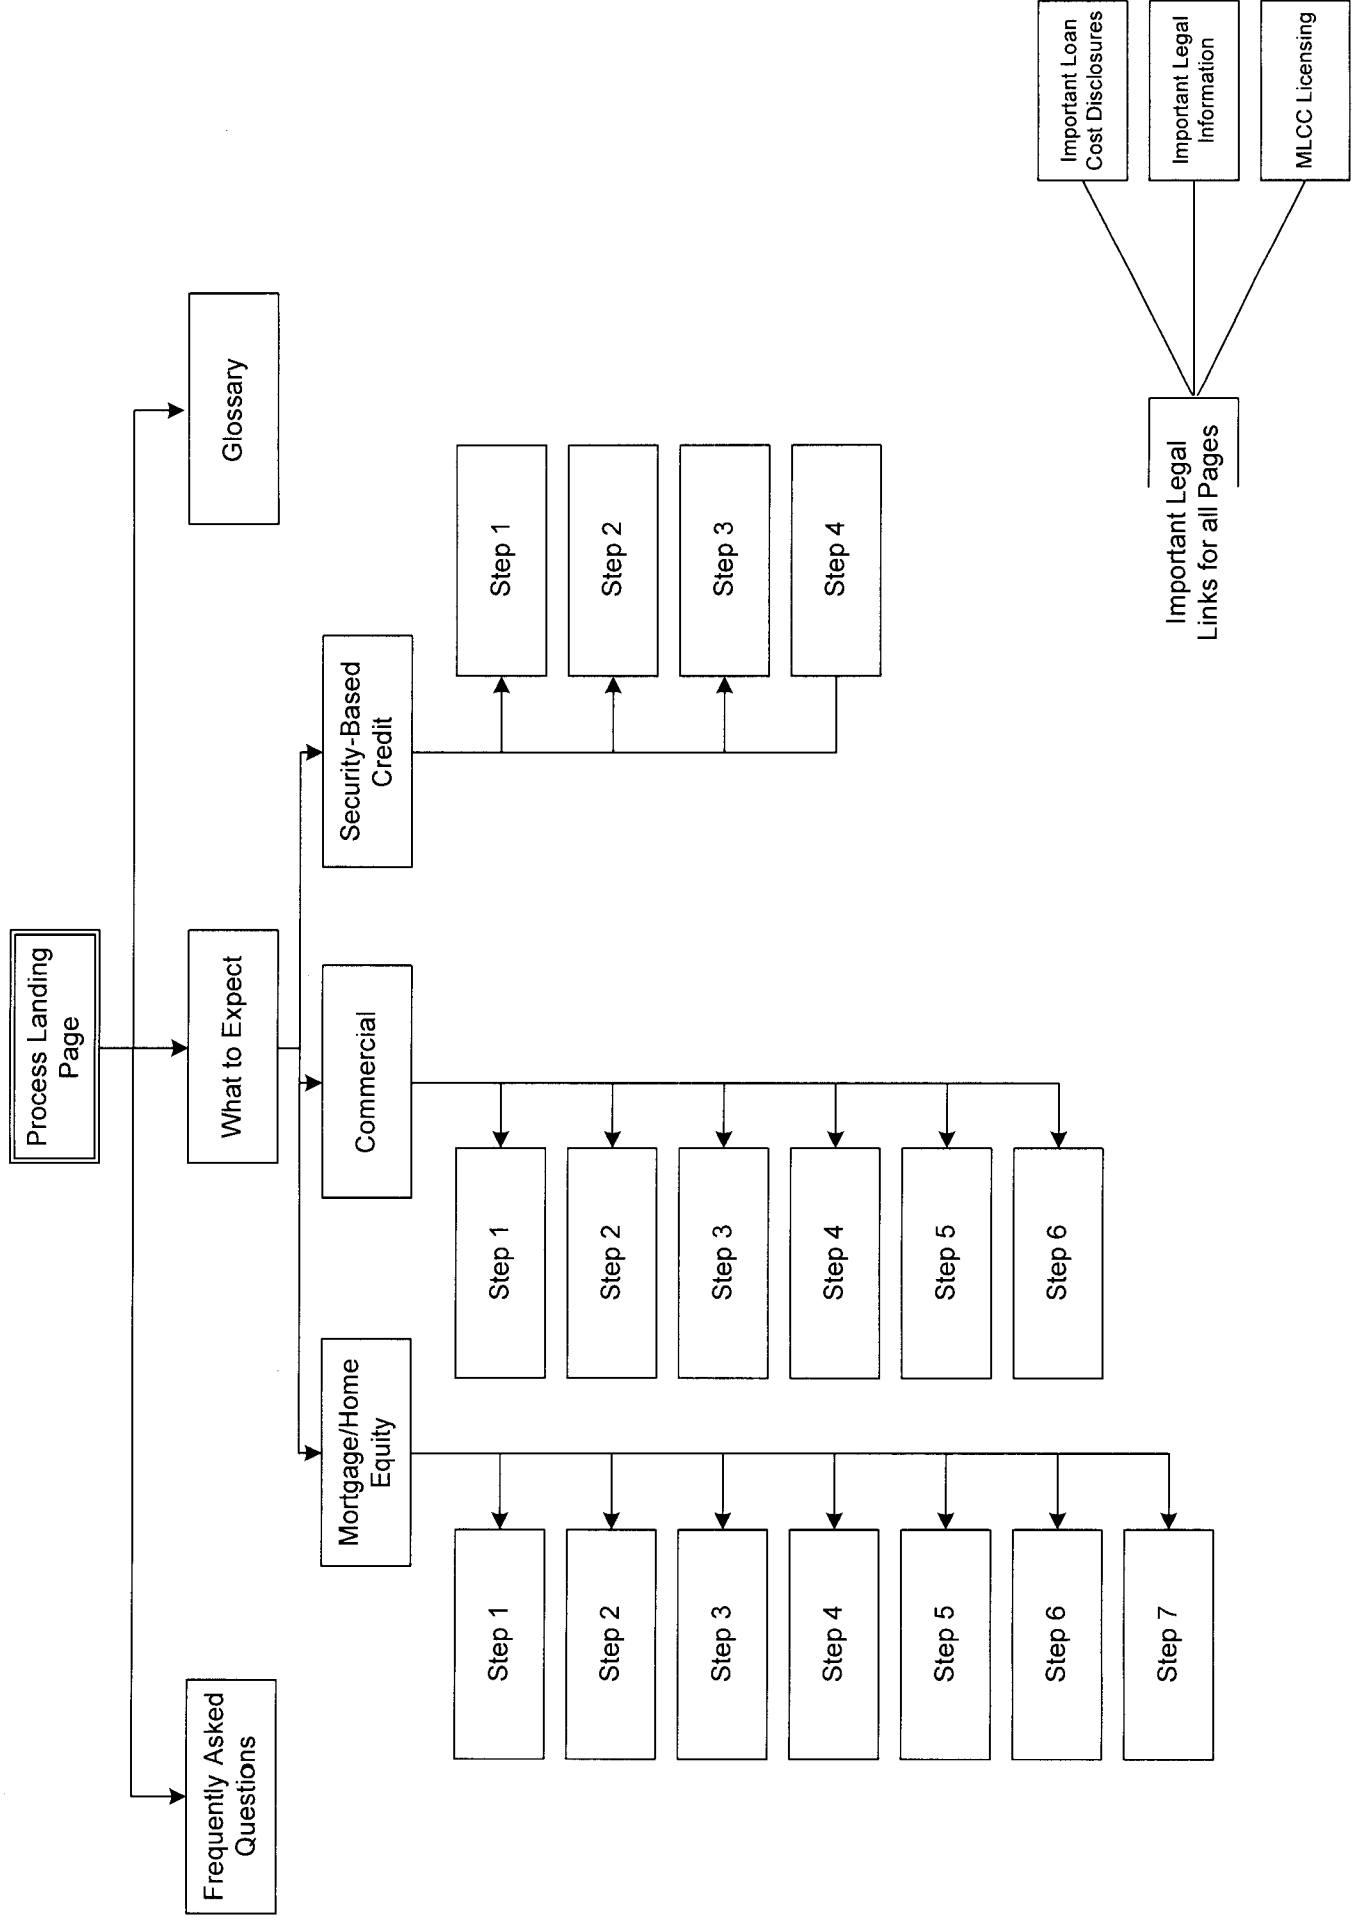 Process Landing
Page
Frequently Asked
Questions
What to Expect
Glossary
Mortgage/Home
Equity
Commercial
Security-Based
Credit
Step 1
Step 2
Step 3
Step 4
Step 5
Step 6
Step 7
Step 1
Step 2
Step 3
Step 4
Step 5
Step 6
Step 1
Step 2
Step 3
Step 4
Important Legal
Links for all Pages
Important Loan
Cost Disclosures
Important Legal
Information
MLCC Licensing